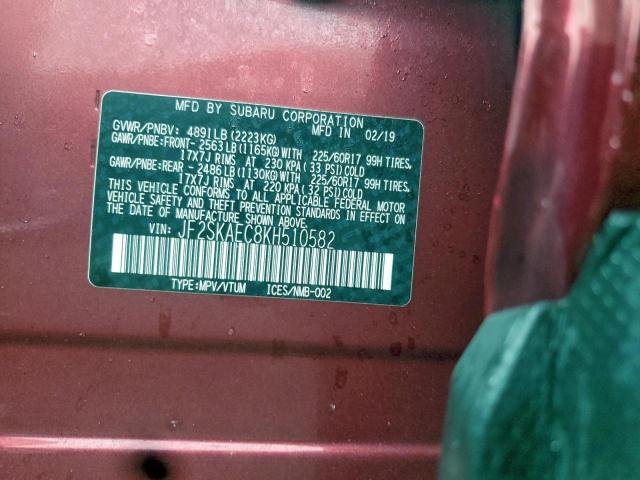 MFD BY SUBARU CORPORATION
GVWR/PNBV: 4891LB(2223KG) MFD IN 02/19
GAWR/PNBE:FRONT- 2563LB(1165KG)WITH 225/60R17 99H TIRES,
17X7J RIMS AT 230 KPA(33 PSI)COLD
GAWR/PNBE:REAR - 2486LB(1130KG)WITH 225/60R17 99H TIRES,
17X7J RIMS AT 220 KPA(32 PSI)COLD
THIS VEHICLE CONFORMS TO ALL APPLICABLE FEDERAL MOTOR
VEHICLE SAFETY AND THEFT PREVENTION STANDARDS IN EFFECT
ON THE DATE OF MANUFACTURE SHOWN ABOVE.
VIN: JF2SKAEC8KH510582
TYPE:MPV/VTUM ICES/NMB-002